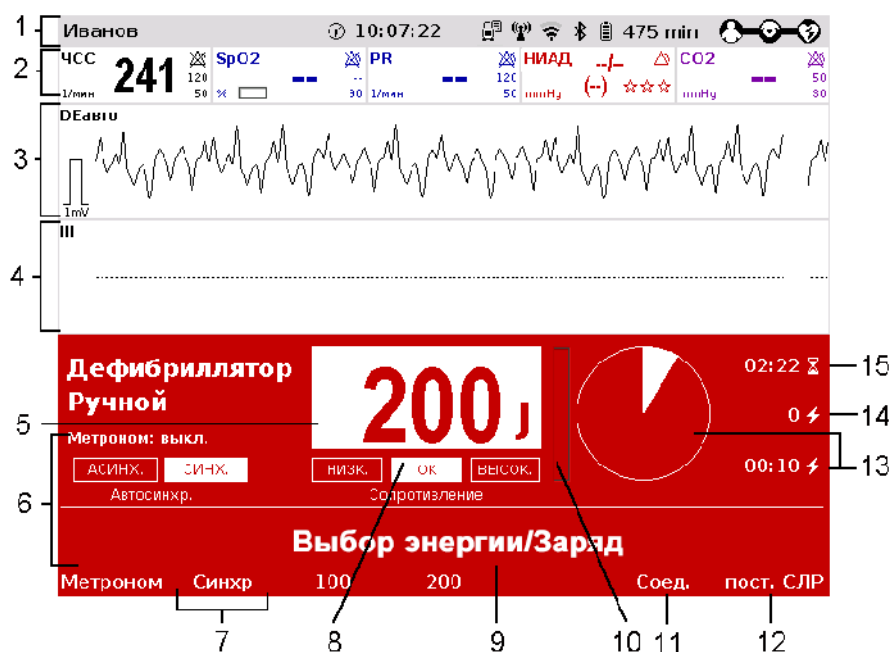 1 Иванов 10:07:22 475 min
2 ЧСС 241 120 50 1/мин SpO2 -- -- 90 % PR -- 120 50 1/мин НИАД --/-- (--) ☆☆☆ mmHg CO2 -- 50 30 mmHg
DEавто
3
1mV
III
4
Дефибриллятор
Ручной
200 J
02:22 15
0 14
5
Метроном: выкл.
АСИНХ. СИНХ. НИЗК. OK ВЫСОК. 00:10 13
Автосинхр. Сопротивление
6
Выбор энергии/Заряд
Метроном Синхр 100 200 Соед. пост. СЛР
7 8 9 10 11 12